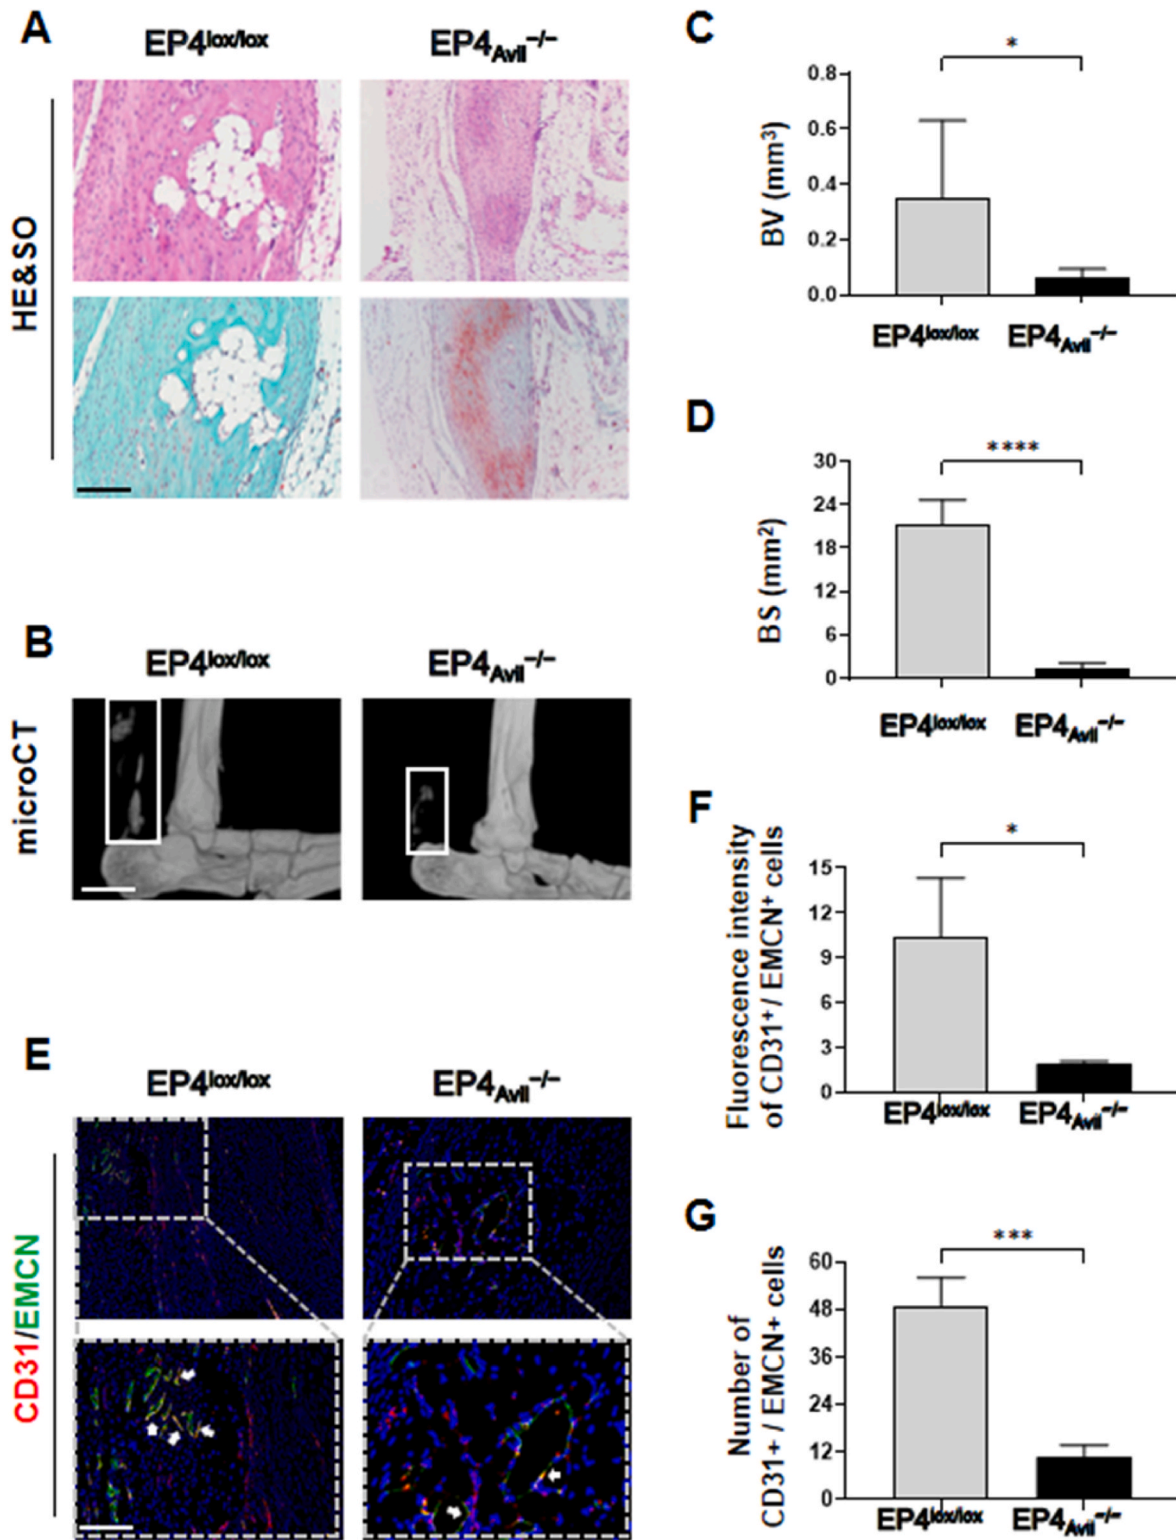 A
EP4lox/lox
EP4Avil−/−
HE&SO
B
EP4lox/lox
EP4Avil−/−
microCT
E
EP4lox/lox
EP4Avil−/−
CD31/EMCN
C
*
BV (mm3)
0.8
0.6
0.4
0.2
0.0
EP4lox/lox
EP4Avil−/−
D
****
BS (mm2)
30
24
18
12
6
0
EP4lox/lox
EP4Avil−/−
F
*
Fluorescence intensity
of CD31+/ EMCN+ cells
15
12
9
6
3
0
EP4lox/lox
EP4Avil−/−
G
***
Number of
CD31+ / EMCN+ cells
60
48
36
24
12
0
EP4lox/lox
EP4Avil−/−